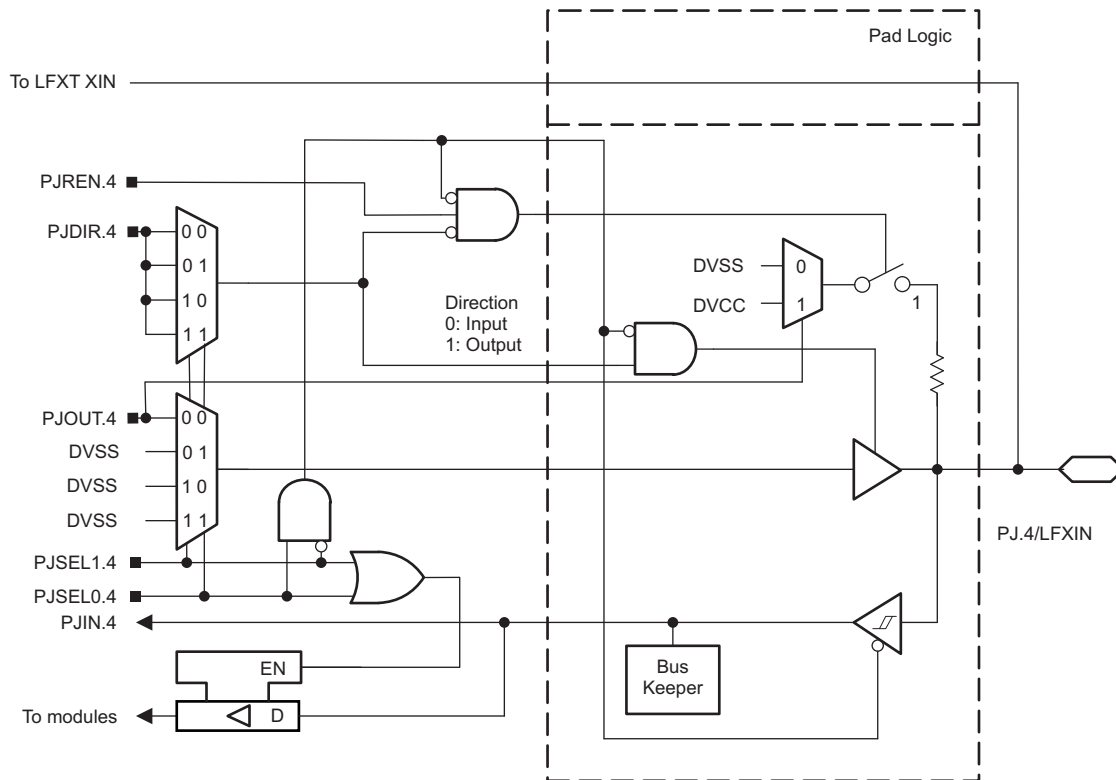 Pad Logic
To LFXT XIN
PJREN.4
PJDIR.4
0 0
0 1
1 0
1 1
DVSS
0
DVCC
1
1
Direction
0: Input
1: Output
PJOUT.4
0 0
DVSS
0 1
DVSS
1 0
DVSS
1 1
PJ.4/LFXIN
PJSEL1.4
PJSEL0.4
PJIN.4
Bus
Keeper
EN
D
To modules